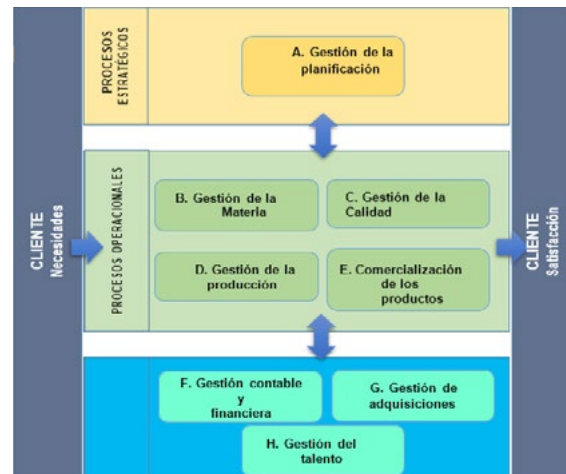 PROCESOS
ESTRATÉGICOS
A. Gestión de la
planificación
CLIENTE
Necesidades
PROCESOS OPERACIONALES
B. Gestión de la
Materia
C. Gestión de la
Calidad
D. Gestión de la
producción
E. Comercialización
de los
productos
CLIENTE
Satisfacción
F. Gestión contable
y
financiera
G. Gestión de
adquisiciones
H. Gestión del
talento